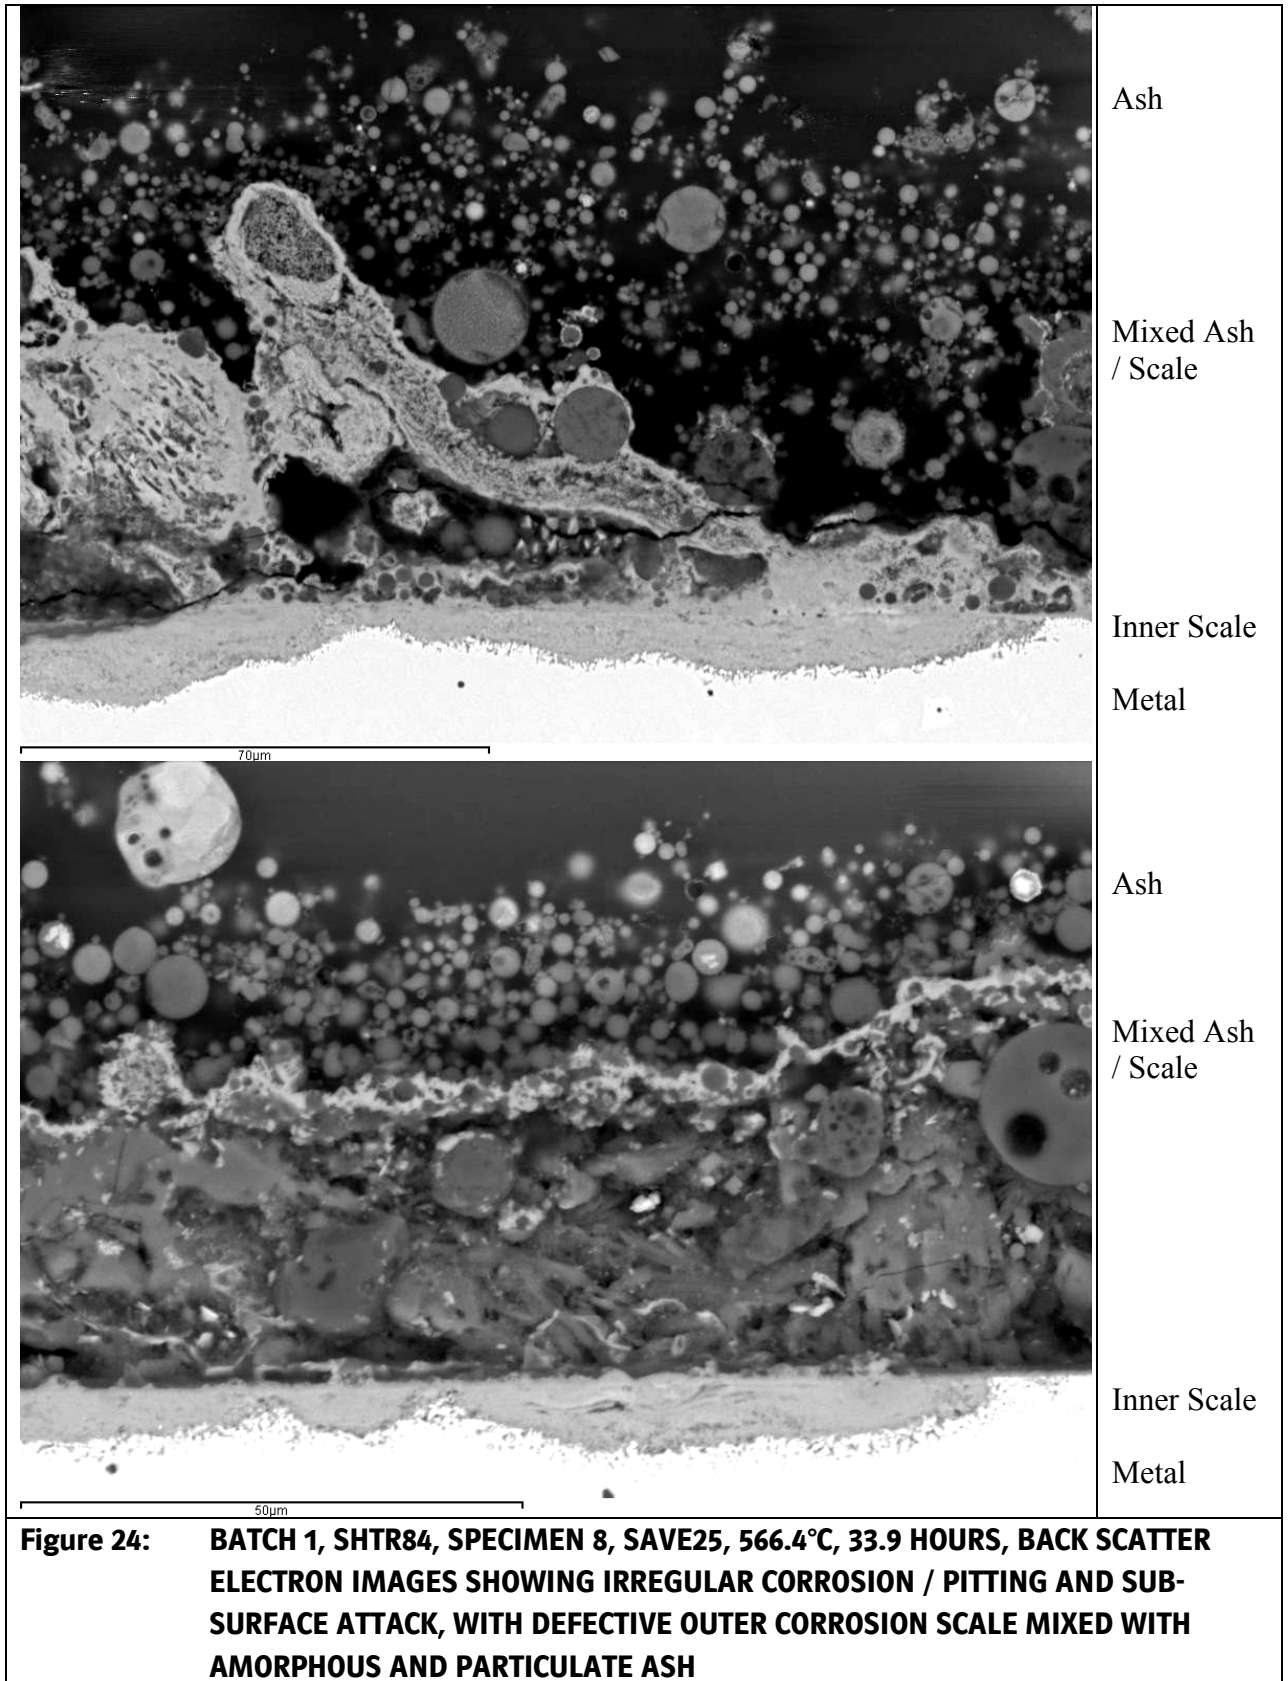 Ash
Mixed Ash
/ Scale
Inner Scale
Metal
70µm
Ash
Mixed Ash
/ Scale
Inner Scale
Metal
50µm
Figure 24: BATCH 1, SHTR84, SPECIMEN 8, SAVE25, 566.4°C, 33.9 HOURS, BACK SCATTER
ELECTRON IMAGES SHOWING IRREGULAR CORROSION / PITTING AND SUB-
SURFACE ATTACK, WITH DEFECTIVE OUTER CORROSION SCALE MIXED WITH
AMORPHOUS AND PARTICULATE ASH